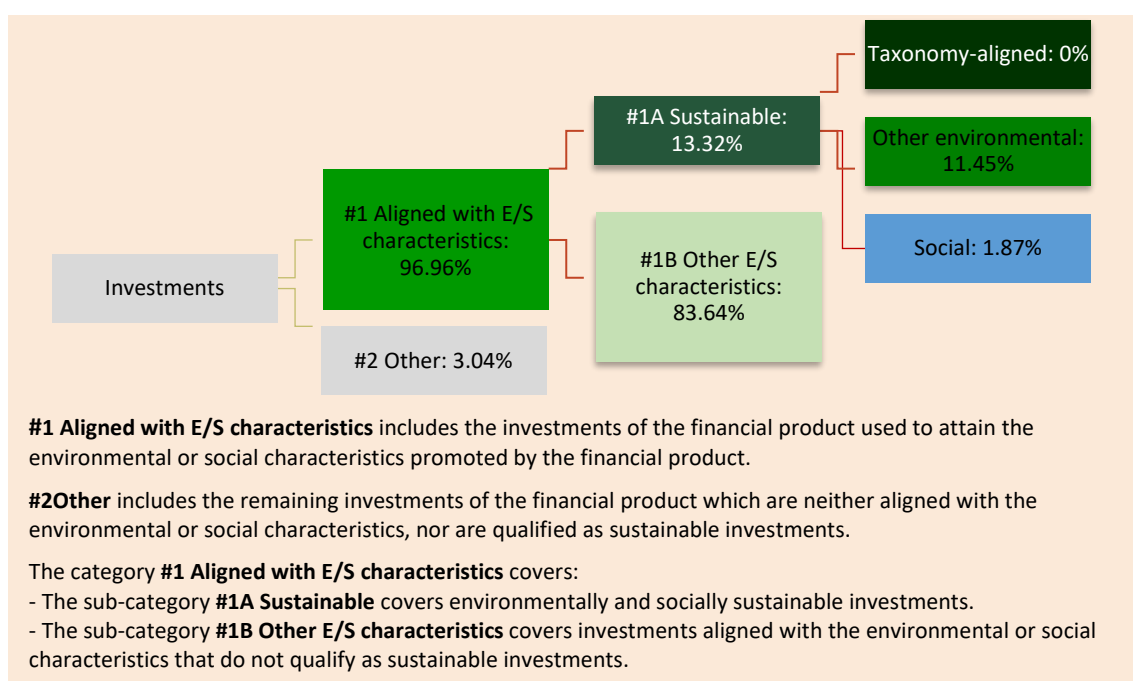 Taxonomy-aligned: 0%
#1A Sustainable:
13.32%
Other environmental:
11.45%
#1 Aligned with E/S
characteristics:
96.96%
Social: 1.87%
#1B Other E/S
characteristics:
83.64%
Investments
#2 Other: 3.04%
#1 Aligned with E/S characteristics includes the investments of the financial product used to attain the
environmental or social characteristics promoted by the financial product.
#2Other includes the remaining investments of the financial product which are neither aligned with the
environmental or social characteristics, nor are qualified as sustainable investments.
The category #1 Aligned with E/S characteristics covers:
- The sub-category #1A Sustainable covers environmentally and socially sustainable investments.
- The sub-category #1B Other E/S characteristics covers investments aligned with the environmental or social
characteristics that do not qualify as sustainable investments.